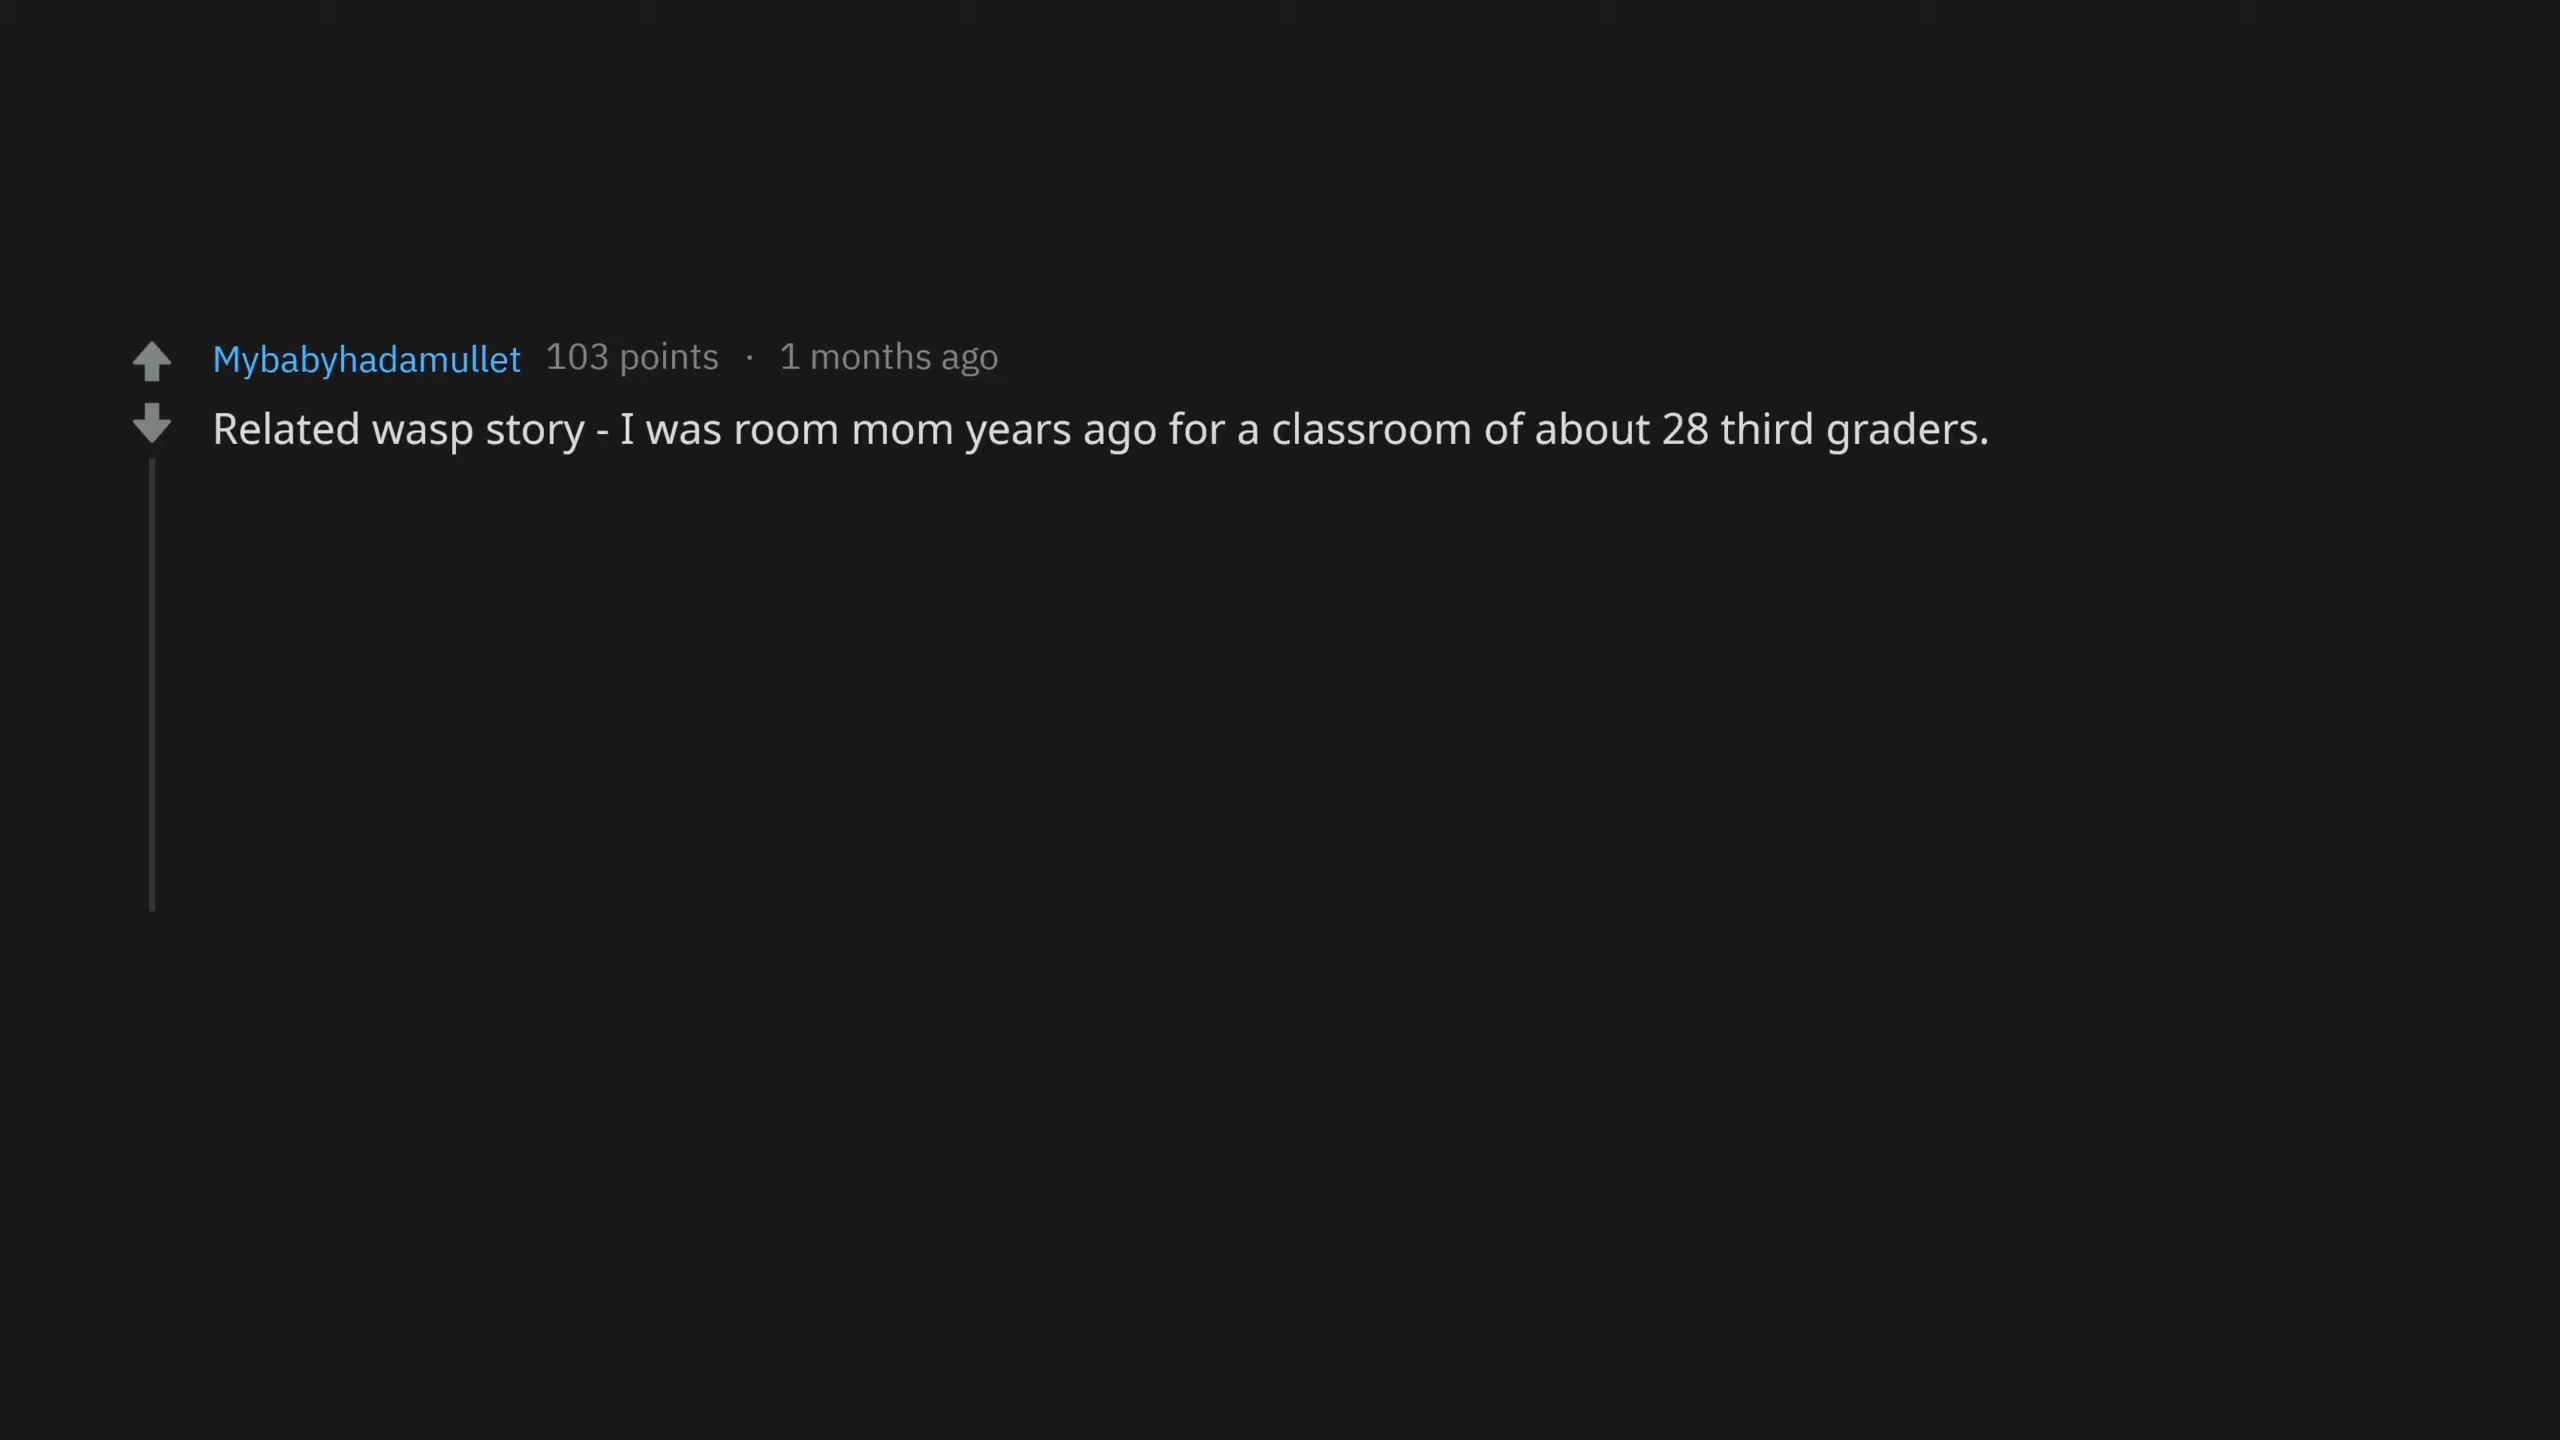 Mybabyhadamullet 103 points · 1 months ago
Related wasp story - I was room mom years ago for a classroom of about 28 third graders.